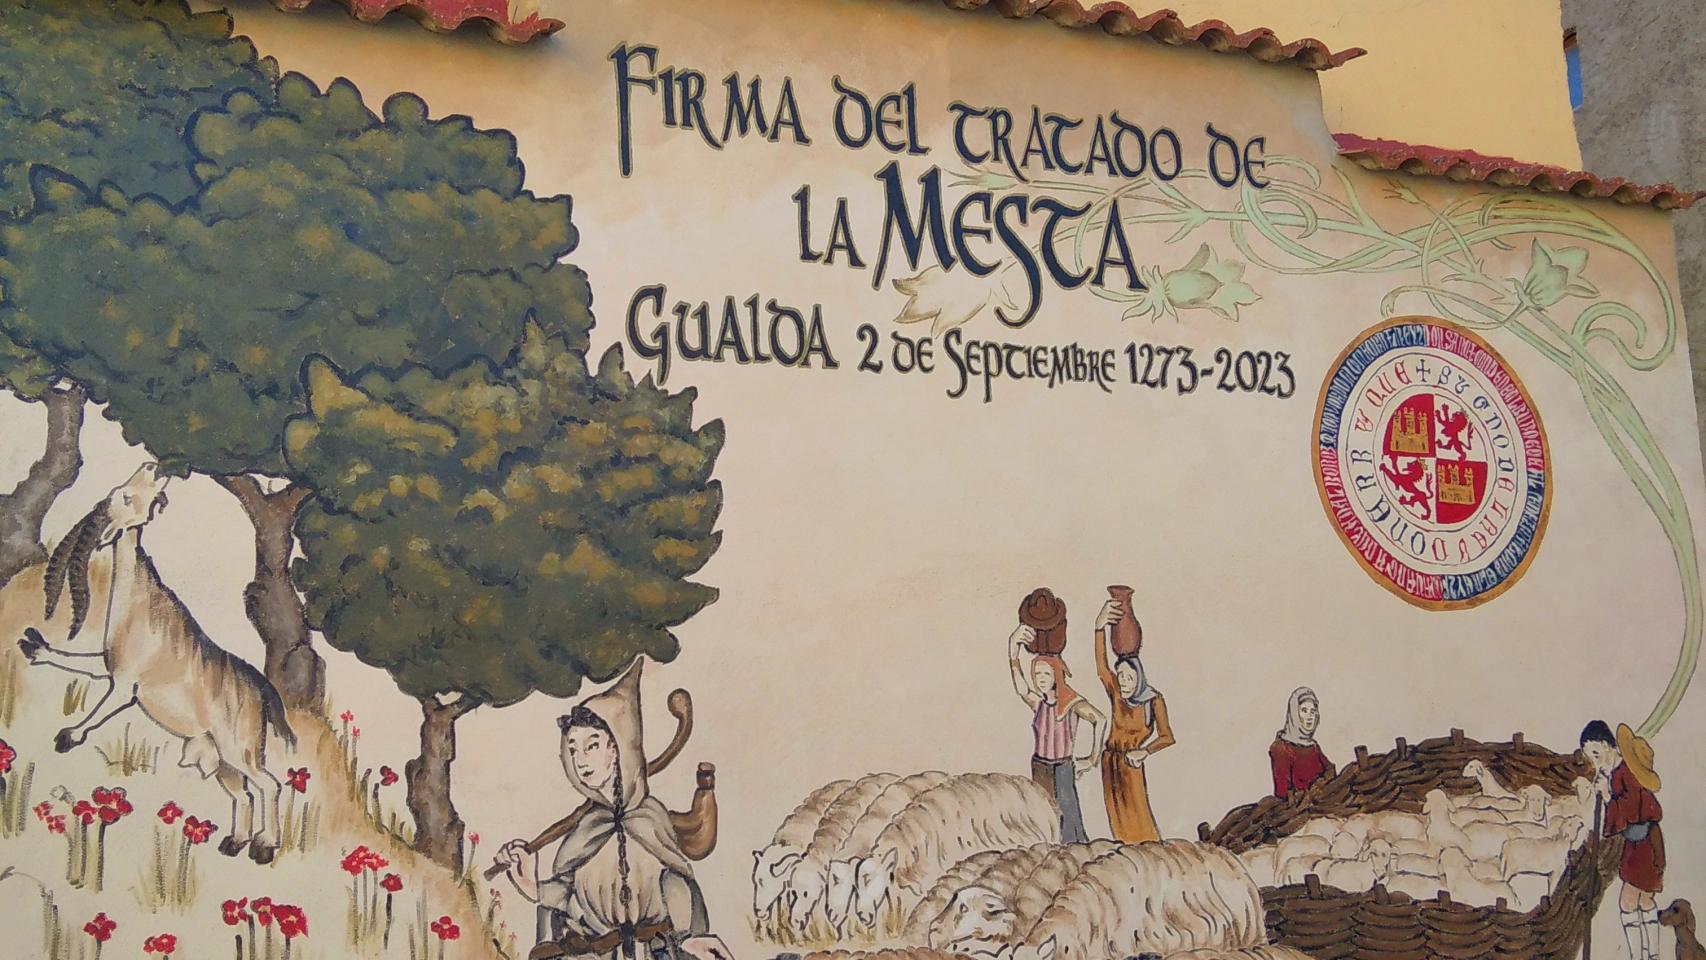 FIRMA DEL TRATADO DE
LA MESTA
GUALDA 2 DE SEPTIEMBRE 1273-2023